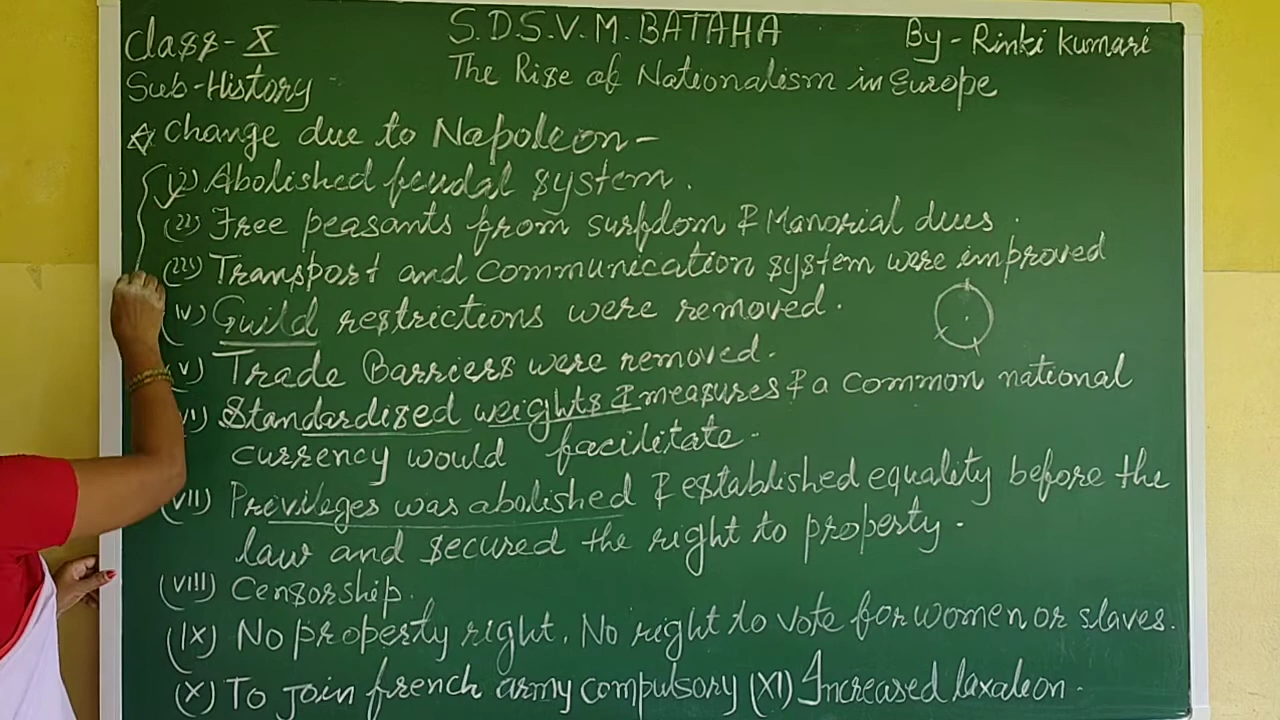 Class-X
S.D.S.V.M. BATAHA
By-Rinki Kumari
Sub-History
The Rise of Nationalism in Europe
Change due to Napoleon-
(i) Abolished feudal system.
(ii) Free peasants from surfdom & Manorial dues.
(iii) Transport and communication system were improved
(iv) Guild restrictions were removed.
(v) Trade Barriers were removed.
(vi) Standardized weights & measures & a common national
currency would facilitate-
(vii) Privileges was abolished & established equality before the
law and secured the right to property.
(viii) Censorship.
(ix) No property right. No right to vote for women or slaves.
(x) To join french army compulsory (xi) Increased taxation.